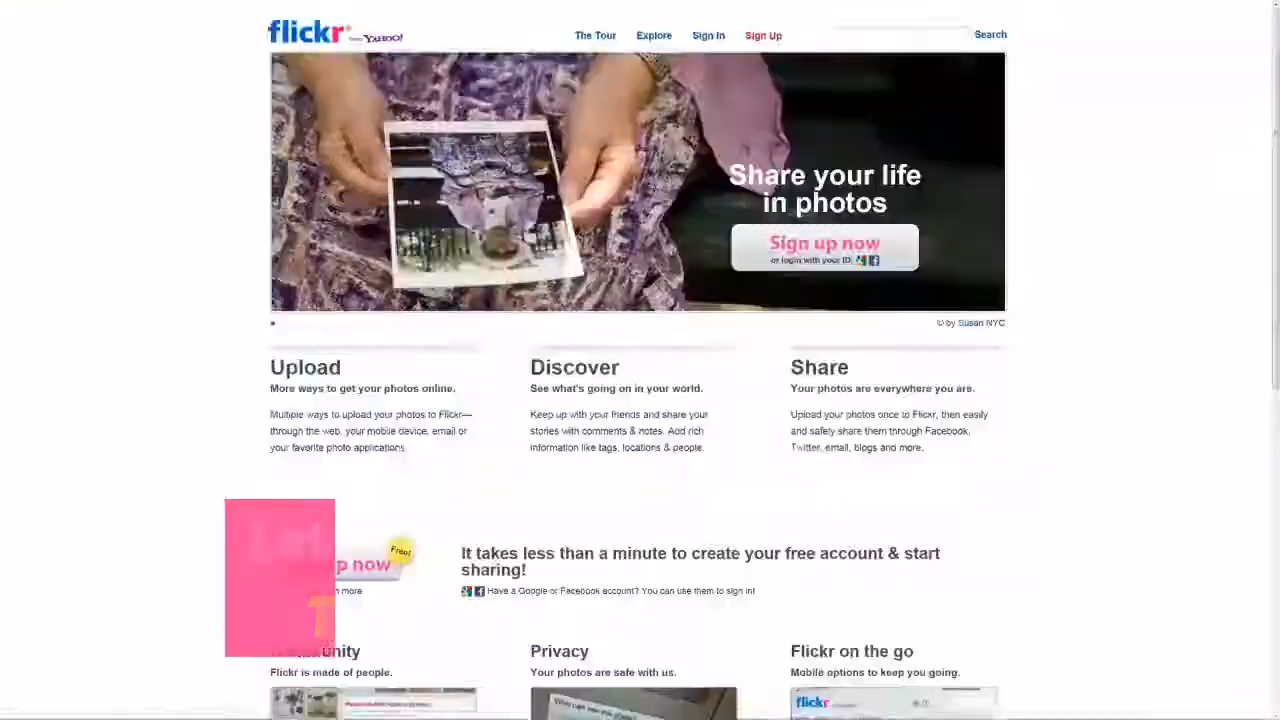 flickr from YAHOO!
The Tour Explore Sign In Sign Up Search
Share your life
in photos
Sign up now
or login with your ID
© by Susan NYC
Upload
More ways to get your photos online.
Multiple ways to upload your photos to Flickr—
through the web, your mobile device, email or
your favorite photo applications.
Discover
See what's going on in your world.
Keep up with your friends and share your
stories with comments & notes. Add rich
information like tags, locations & people.
Share
Your photos are everywhere you are.
Upload your photos once to Flickr, then easily
and safely share them through Facebook,
Twitter, email, blogs and more.
Free!
p now
more
T
It takes less than a minute to create your free account & start
sharing!
Have a Google or Facebook account? You can use them to sign in!
unity
Flickr is made of people.
Privacy
Your photos are safe with us.
Flickr on the go
Mobile options to keep you going.
flickr